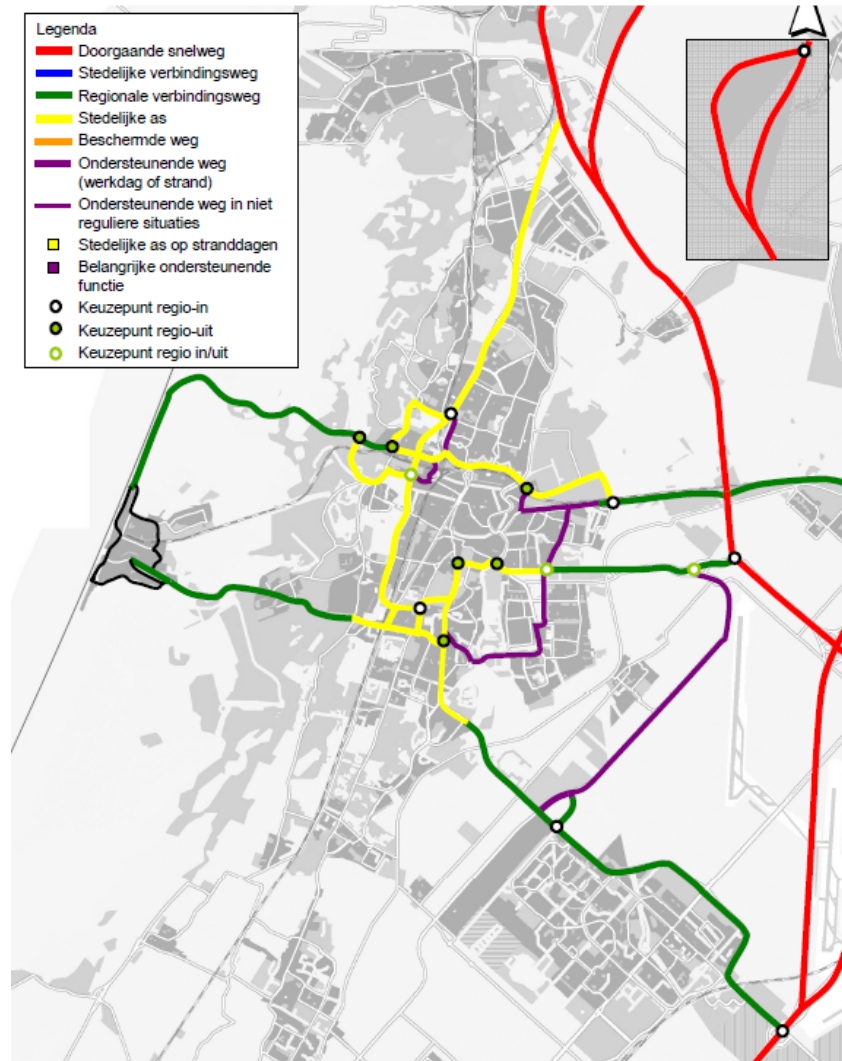 Legenda
Doorgaande snelweg
Stedelijke verbindingsweg
Regionale verbindingsweg
Stedelijke as
Beschermde weg
Ondersteunende weg
(werkdag of strand)
Ondersteunende weg in niet
reguliere situaties
Stedelijke as op stranddagen
Belangrijke ondersteunende
functie
Keuzepunt regio-in
Keuzepunt regio-uit
Keuzepunt regio in/uit